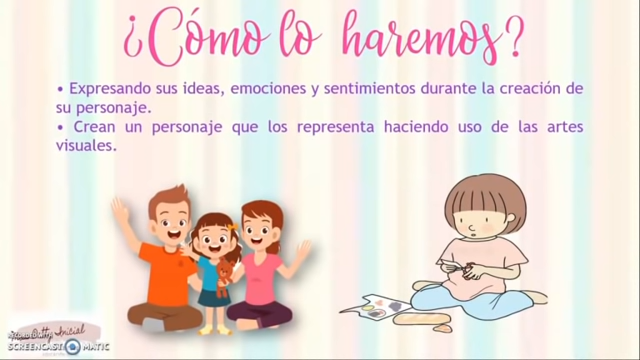 ¿Cómo lo haremos?
• Expresando sus ideas, emociones y sentimientos durante la creación de
su personaje.
• Crean un personaje que los representa haciendo uso de las artes
visuales.
Inicial
SCREENCAST MATIC